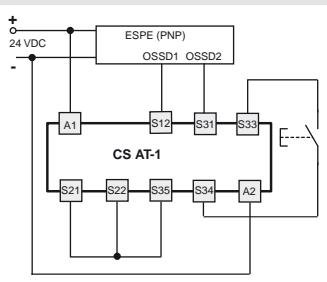 +
ESPE (PNP)
24 VDC
OSSD1 OSSD2
-
A1 S12 S31 S33
CS AT-1
S21 S22 S35 S34 A2